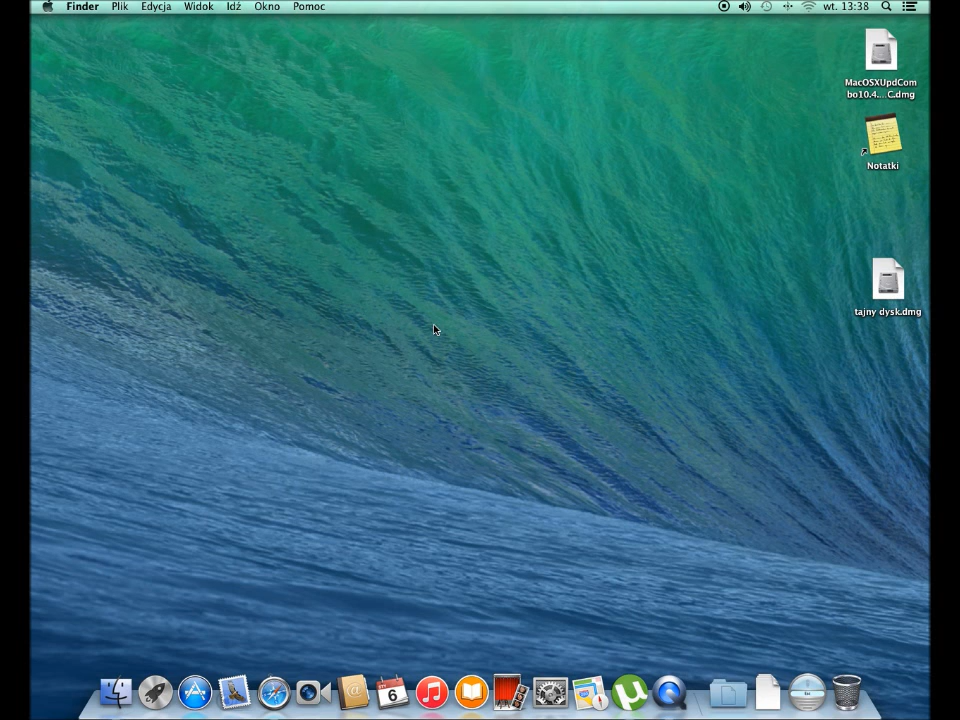 Finder Plik Edycja Widok Idź Okno Pomoc wt. 13:38
MacOSXUpdCom
bo10.4....C.dmg
Notatki
tajny dysk.dmg
6